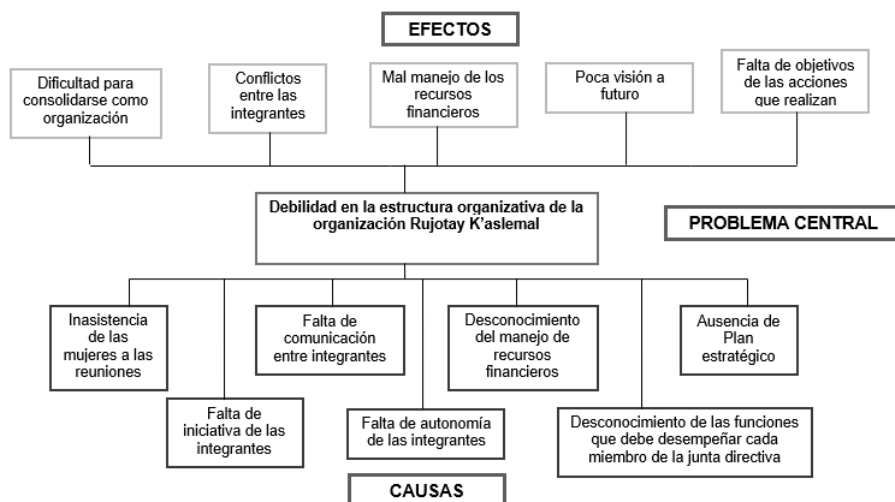 EFECTOS
Dificultad para
consolidarse como
organización
Conflictos
entre las
integrantes
Mal manejo de los
recursos
financieros
Poca visión a
futuro
Falta de objetivos
de las acciones
que realizan
Debilidad en la estructura organizativa de la
organización Rujotay K'aslemal
PROBLEMA CENTRAL
Inasistencia
de las
mujeres a las
reuniones
Falta de
comunicación
entre integrantes
Desconocimiento
del manejo de
recursos
financieros
Ausencia de
Plan
estratégico
Falta de
iniciativa de las
integrantes
Falta de autonomía
de las integrantes
Desconocimiento de las funciones
que debe desempeñar cada
miembro de la junta directiva
CAUSAS